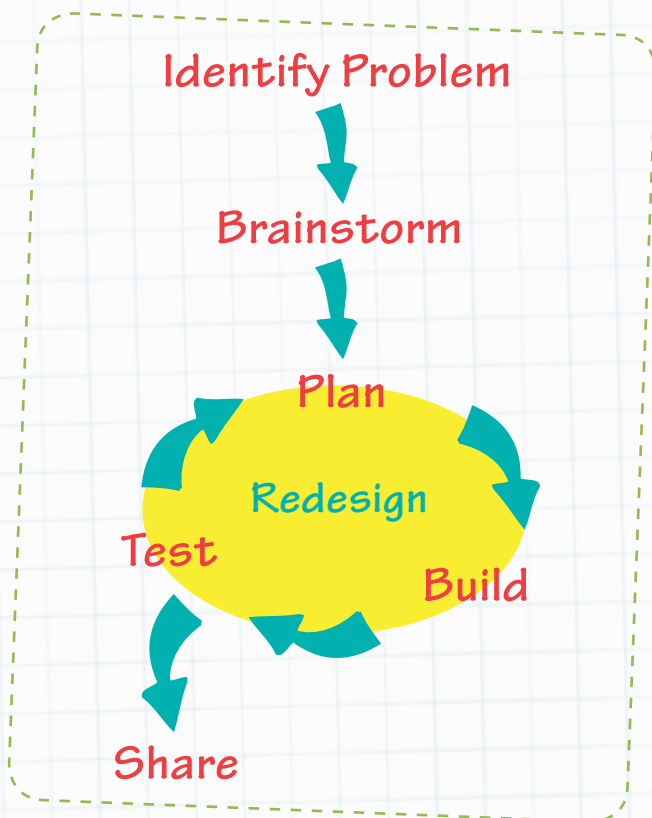 Identify Problem
Brainstorm
Plan
Redesign
Test
Build
Share